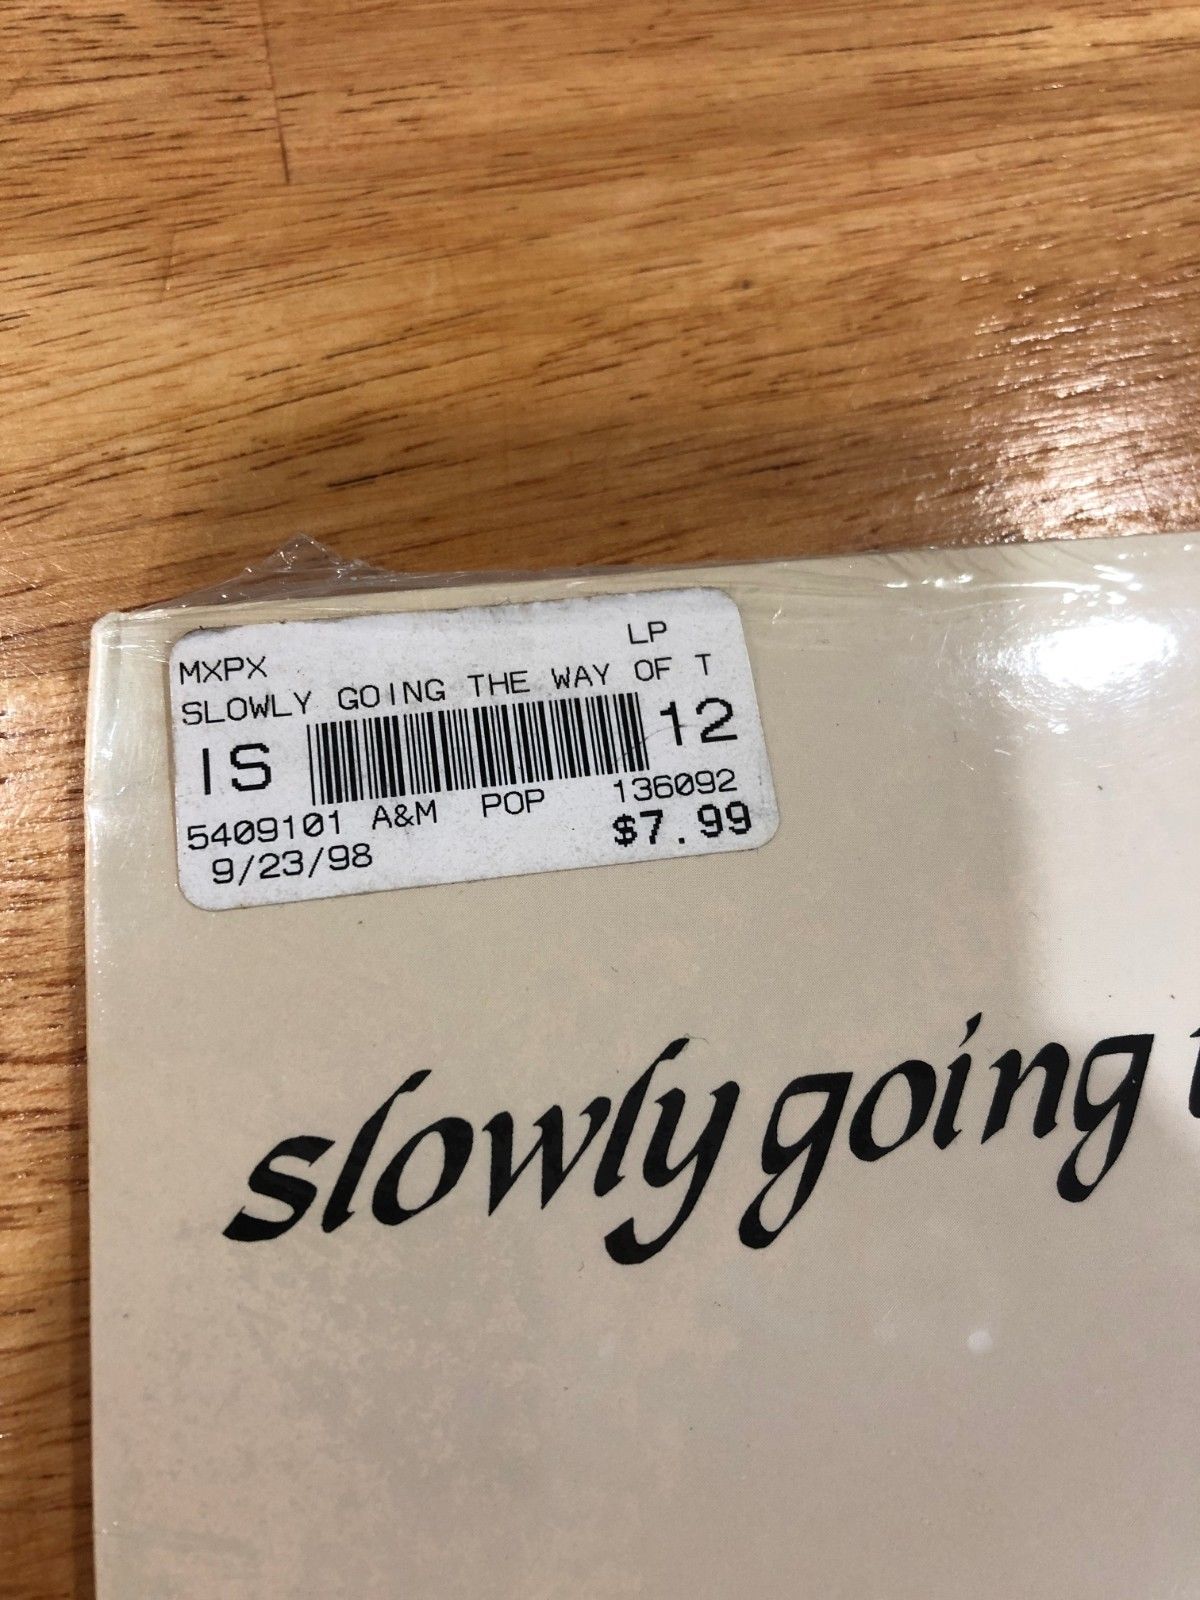 LP
MXPX
SLOWLY GOING THE WAY OF T
IS 12
5409101 A&M POP 136092
9/23/98 $7.99
slowly going